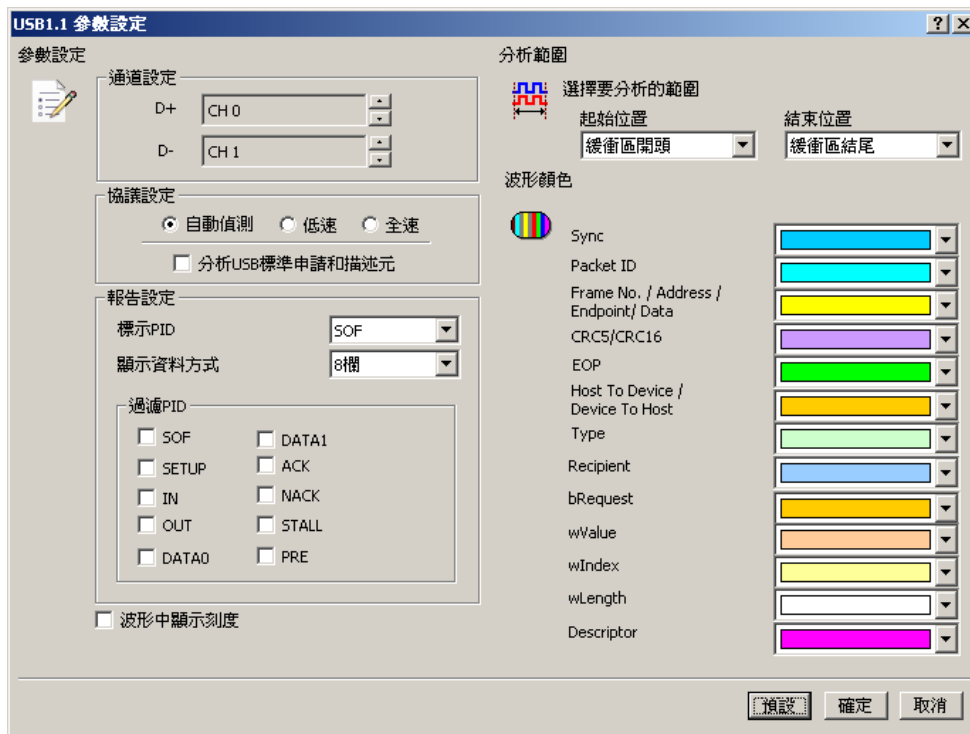 USB1.1 參數設定
參數設定
通道設定
D+
CH 0
D-
CH 1
協議設定
自動偵測
低速
全速
分析USB標準申請和描述元
報告設定
標示PID
SOF
顯示資料方式
8欄
過濾PID
SOF
DATA1
SETUP
ACK
IN
NACK
OUT
STALL
DATA0
PRE
波形中顯示刻度
分析範圍
選擇要分析的範圍
起始位置
結束位置
緩衝區開頭
緩衝區結尾
波形顏色
Sync
Packet ID
Frame No. / Address /
Endpoint/ Data
CRC5/CRC16
EOP
Host To Device /
Device To Host
Type
Recipient
bRequest
wValue
wIndex
wLength
Descriptor
預設
確定
取消